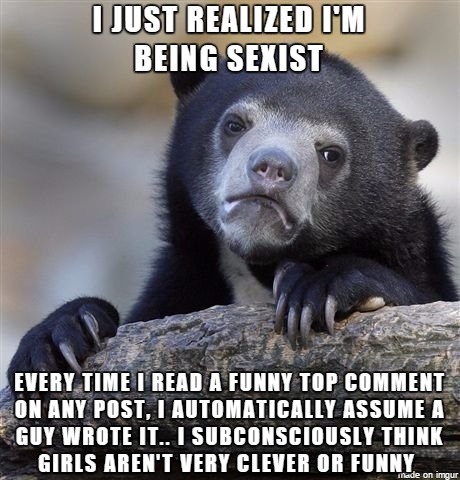 I JUST REALIZED I'M
BEING SEXIST
EVERY TIME I READ A FUNNY TOP COMMENT
ON ANY POST, I AUTOMATICALLY ASSUME A
GUY WROTE IT.. I SUBCONSCIOUSLY THINK
GIRLS AREN'T VERY CLEVER OR FUNNY
made on imgur